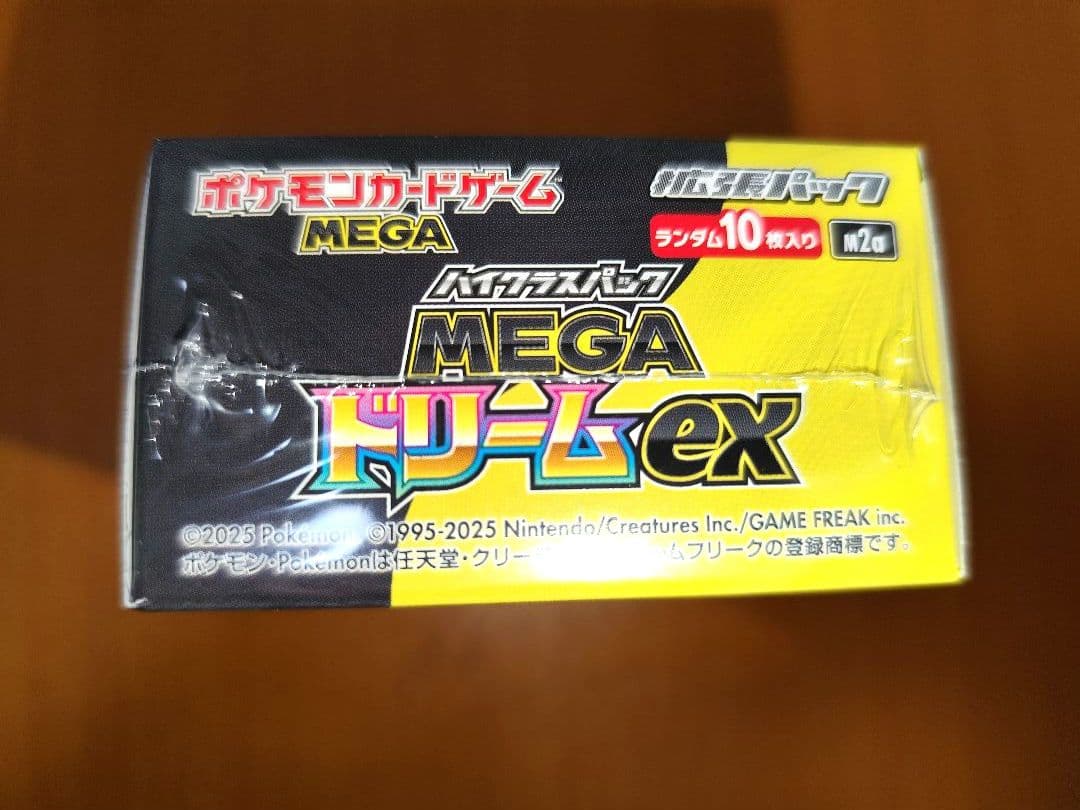 ポケモンカードゲーム
MEGA
拡張パック
ランダム10枚入り
M2a
ハイクラスパック
MEGA
ドリームex
©2025 Pokémon. ©1995-2025 Nintendo/Creatures Inc./GAME FREAK inc.
ポケモン・Pokémonは任天堂・クリー ムフリークの登録商標です。